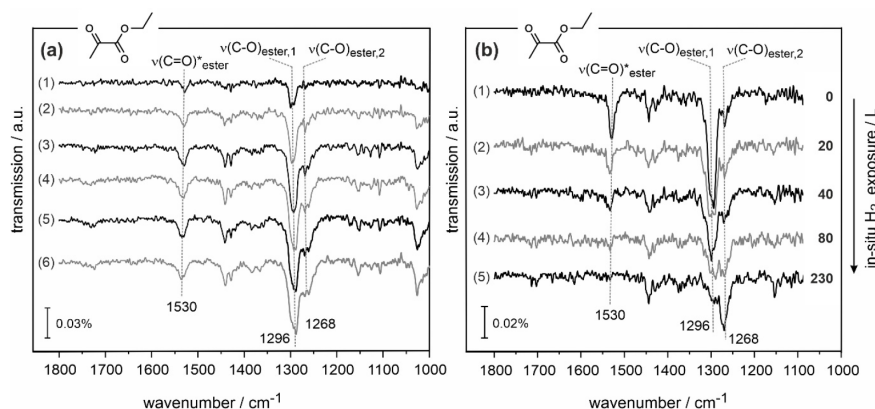 (a)
O
O
O
ν(C=O)*ester
ν(C-O)ester,1
ν(C-O)ester,2
(1)
(2)
(3)
(4)
(5)
(6)
0.03%
1530
1296
1268
transmission / a.u.
1800 1700 1600 1500 1400 1300 1200 1100 1000
wavenumber / cm-1
(b)
O
O
O
ν(C=O)*ester
ν(C-O)ester,1
ν(C-O)ester,2
(1) 0
(2) 20
(3) 40
(4) 80
(5) 230
0.02%
1530
1296
1268
transmission / a.u.
in-situ H2 exposure / L
1800 1700 1600 1500 1400 1300 1200 1100 1000
wavenumber / cm-1